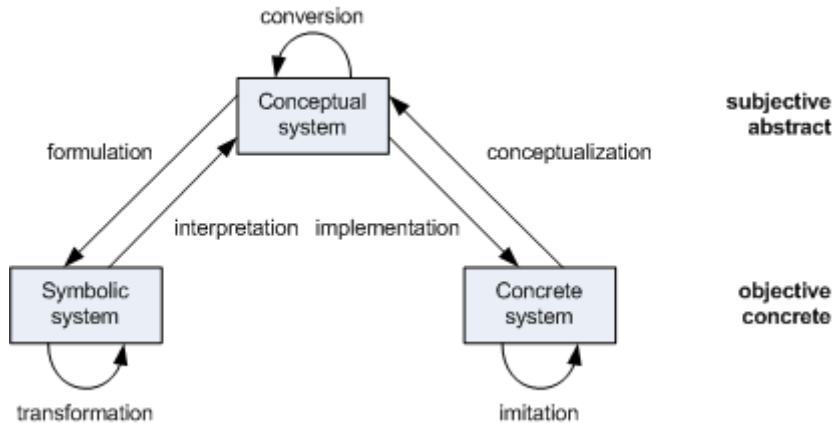 conversion
Conceptual
system
subjective
abstract
formulation
conceptualization
interpretation
implementation
Symbolic
system
Concrete
system
objective
concrete
transformation
imitation